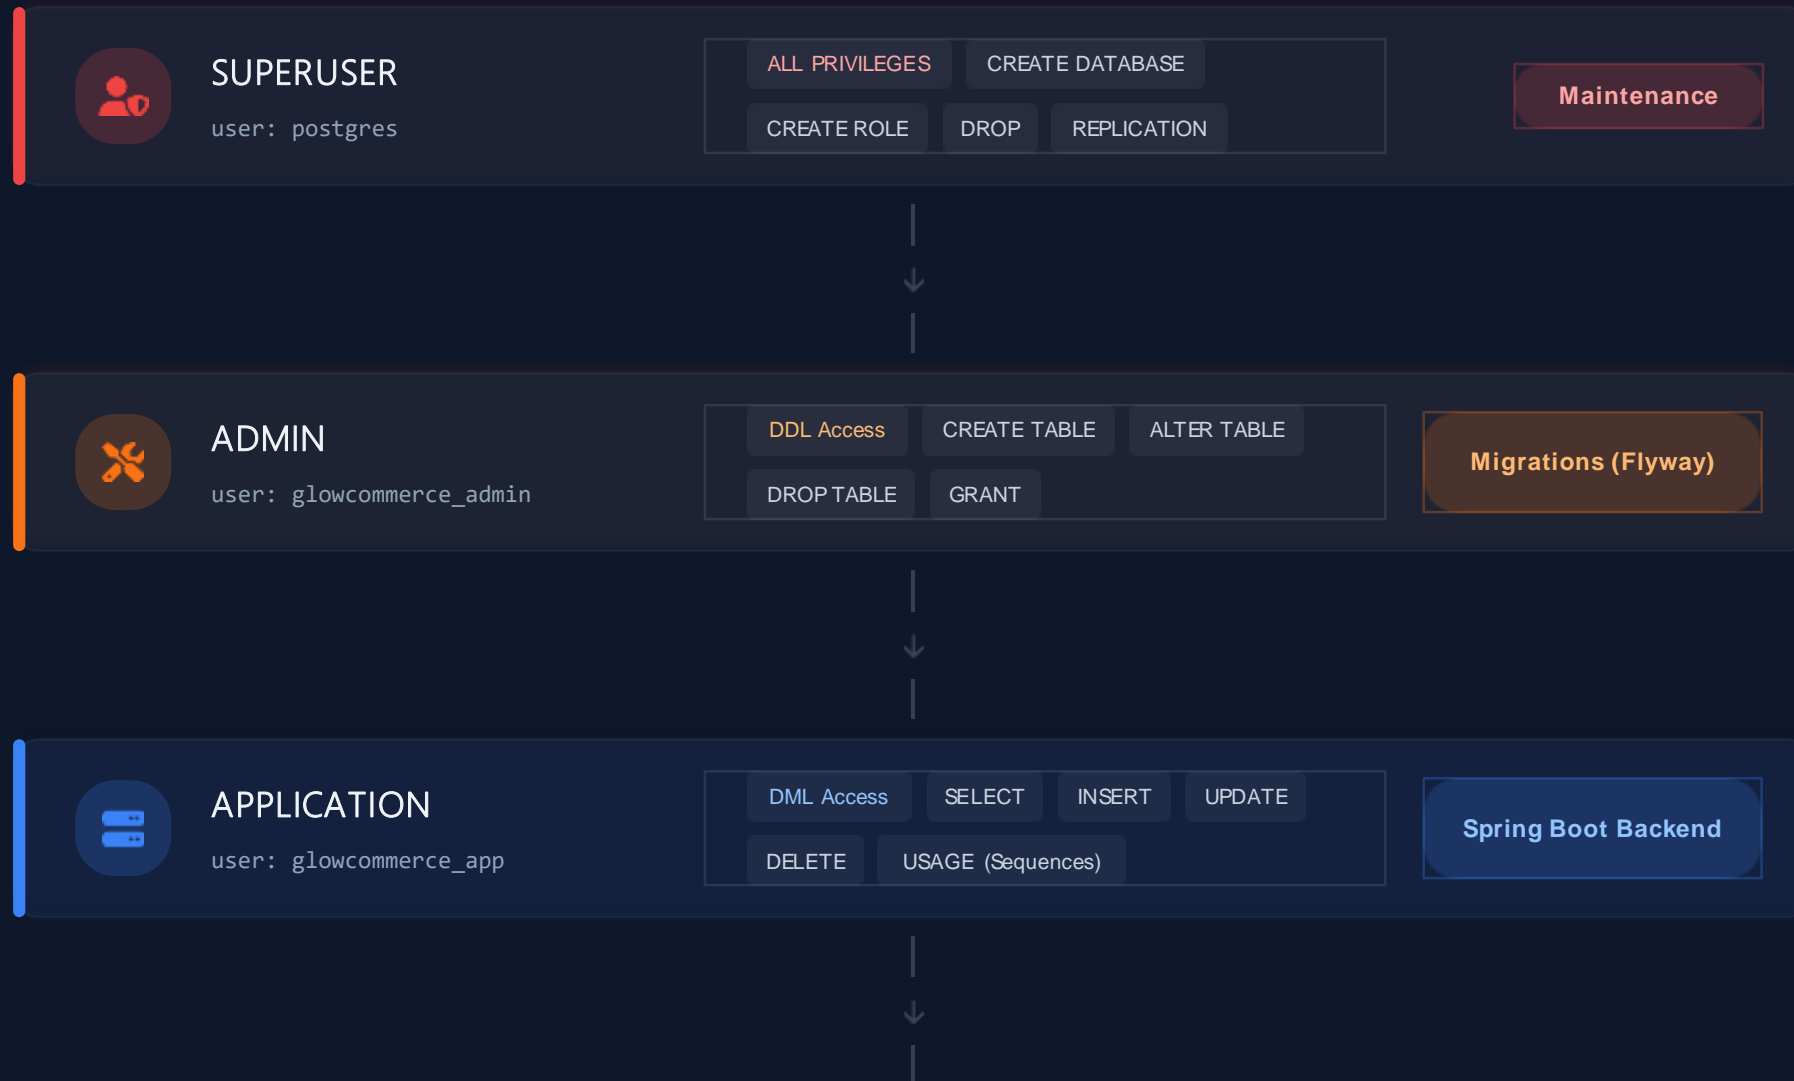 SUPERUSER
user: postgres
ALL PRIVILEGES CREATE DATABASE
CREATE ROLE DROP REPLICATION
Maintenance
ADMIN
user: glowcommerce_admin
DDL Access CREATE TABLE ALTER TABLE
DROP TABLE GRANT
Migrations (Flyway)
APPLICATION
user: glowcommerce_app
DML Access SELECT INSERT UPDATE
DELETE USAGE (Sequences)
Spring Boot Backend